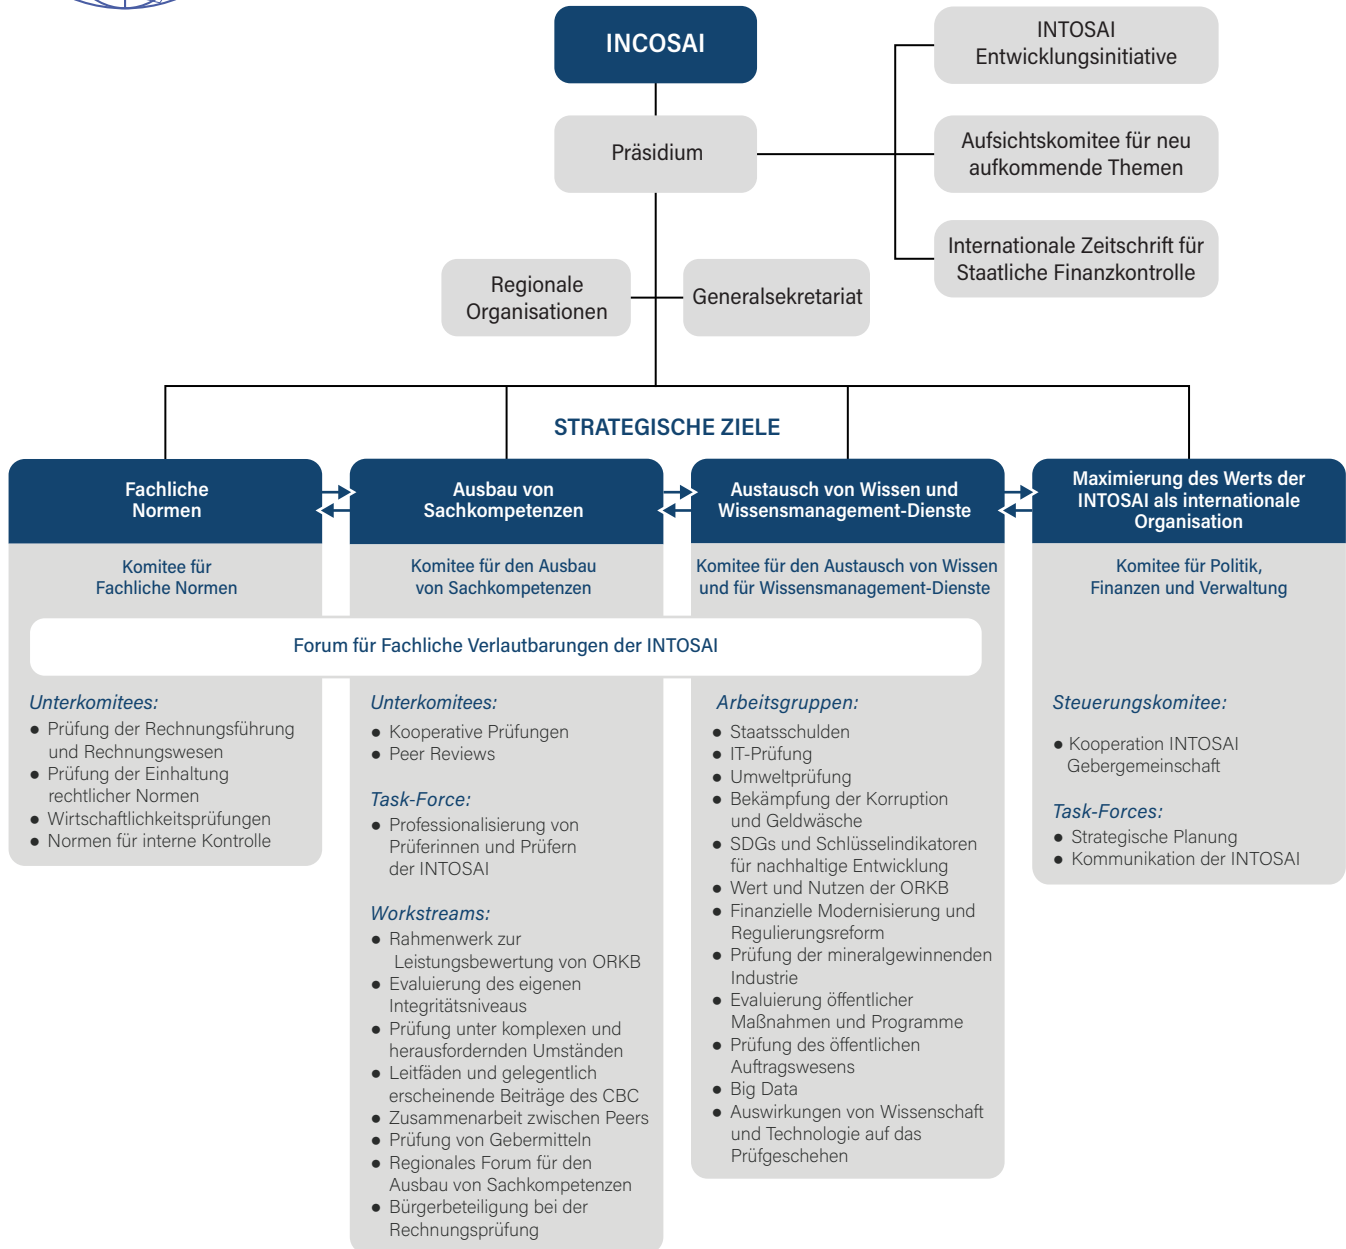 INCOSAI
INTOSAI
Entwicklungsinitiative
Präsidium
Aufsichtskomitee für neu
aufkommende Themen
Internationale Zeitschrift für
Staatliche Finanzkontrolle
Regionale
Organisationen
Generalsekretariat
STRATEGISCHE ZIELE
Fachliche
Normen
Komitee für
Fachliche Normen
Ausbau von
Sachkompetenzen
Komitee für den Ausbau
von Sachkompetenzen
Austausch von Wissen und
Wissensmanagement-Dienste
Komitee für den Austausch von Wissen
und für Wissensmanagement-Dienste
Maximierung des Werts der
INTOSAI als internationale
Organisation
Komitee für Politik,
Finanzen und Verwaltung
Forum für Fachliche Verlautbarungen der INTOSAI
Unterkomitees:
● Prüfung der Rechnungsführung
und Rechnungswesen
● Prüfung der Einhaltung
rechtlicher Normen
● Wirtschaftlichkeitsprüfungen
● Normen für interne Kontrolle
Unterkomitees:
● Kooperative Prüfungen
● Peer Reviews
Task-Force:
● Professionalisierung von
Prüferinnen und Prüfern
der INTOSAI
Workstreams:
● Rahmenwerk zur
Leistungsbewertung von ORKB
● Evaluierung des eigenen
Integritätsniveaus
● Prüfung unter komplexen und
herausfordernden Umständen
● Leitfäden und gelegentlich
erscheinende Beiträge des CBC
● Zusammenarbeit zwischen Peers
● Prüfung von Gebermitteln
● Regionales Forum für den
Ausbau von Sachkompetenzen
● Bürgerbeteiligung bei der
Rechnungsprüfung
Arbeitsgruppen:
● Staatsschulden
● IT-Prüfung
● Umweltprüfung
● Bekämpfung der Korruption
und Geldwäsche
● SDGs und Schlüsselindikatoren
für nachhaltige Entwicklung
● Wert und Nutzen der ORKB
● Finanzielle Modernisierung und
Regulierungsreform
● Prüfung der mineralgewinnenden
Industrie
● Evaluierung öffentlicher
Maßnahmen und Programme
● Prüfung des öffentlichen
Auftragswesens
● Big Data
● Auswirkungen von Wissenschaft
und Technologie auf das
Prüfgeschehen
Steuerungskomitee:
● Kooperation INTOSAI
Gebergemeinschaft
Task-Forces:
● Strategische Planung
● Kommunikation der INTOSAI